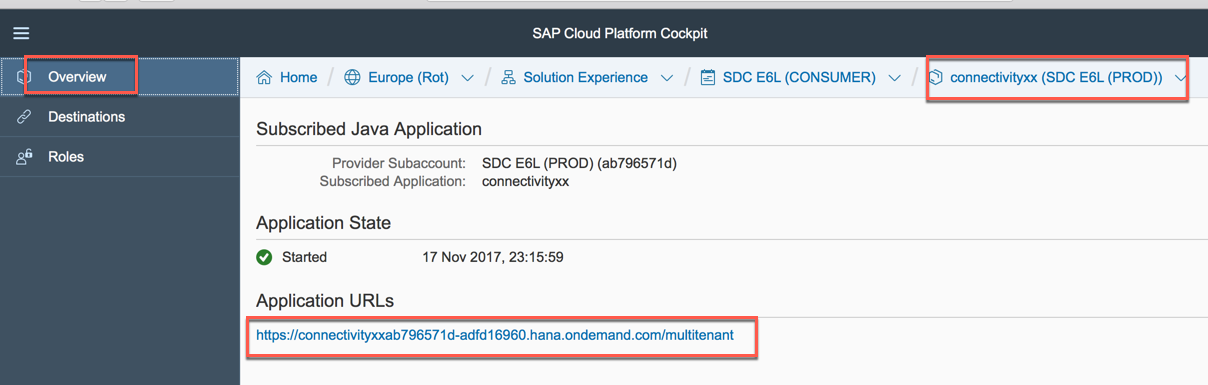 SAP Cloud Platform Cockpit
Overview
Destinations
Roles
Home / Europe (Rot) / Solution Experience / SDC E6L (CONSUMER) / connectivityxx (SDC E6L (PROD))
Subscribed Java Application
Provider Subaccount: SDC E6L (PROD) (ab796571d)
Subscribed Application: connectivityxx
Application State
Started 17 Nov 2017, 23:15:59
Application URLs
https://connectivityxxab796571d-adfd16960.hana.ondemand.com/multitenant